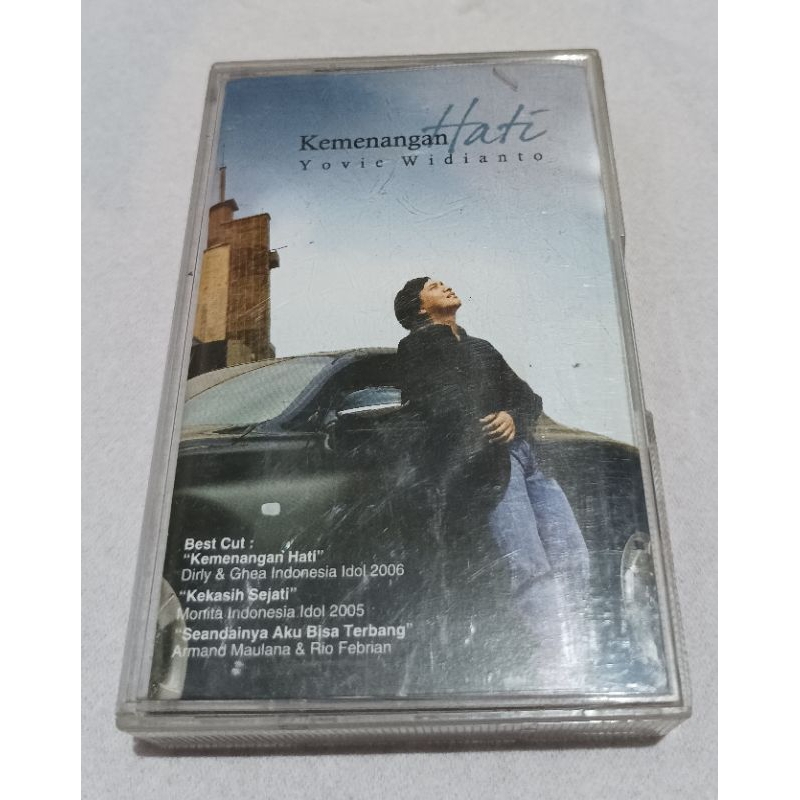 Kemenangan Hati
Yovie Widianto
Best Cut :
"Kemenangan Hati"
Dirly & Ghea Indonesia Idol 2006
"Kekasih Sejati"
Monita Indonesia Idol 2005
"Seandainya Aku Bisa Terbang"
Armand Maulana & Rio Febrian